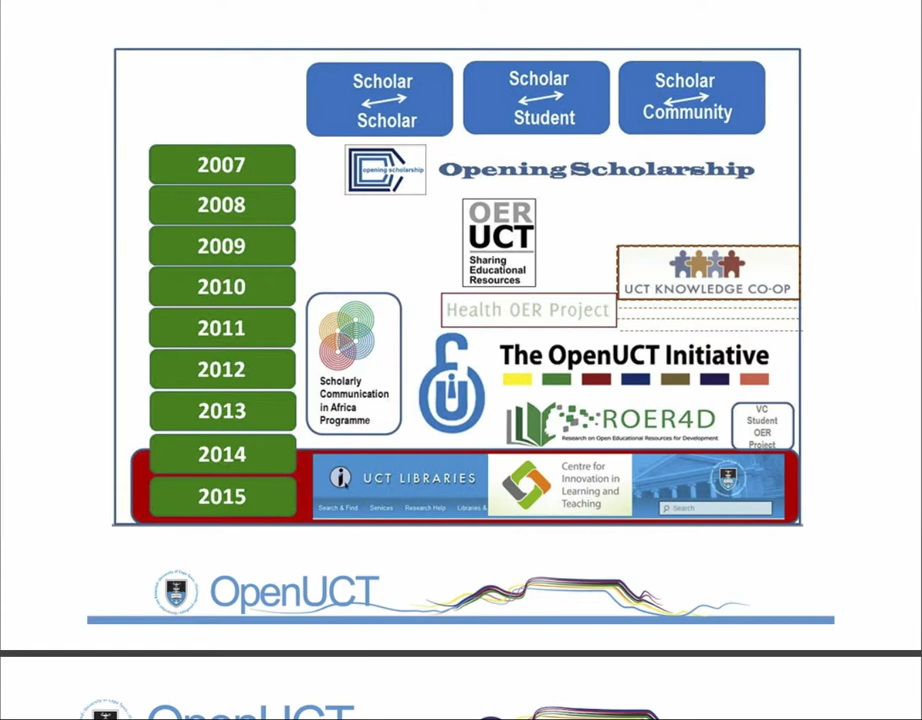 Scholar
Scholar
Scholar
Student
Scholar
Community
2007
opening scholarship
Opening Scholarship
2008
OER
UCT
Sharing
Educational
Resources
2009
UCT KNOWLEDGE CO-OP
2010
Health OER Project
2011
The OpenUCT Initiative
2012
Scholarly
Communication
in Africa
Programme
2013
ROER4D
Research on Open Educational Resources for Development
VC
Student
OER
Project
2014
i UCT LIBRARIES
Search & Find Services Research Help Libraries &
Centre for
Innovation in
Learning and
Teaching
Search
2015
OpenUCT
OpenUCT